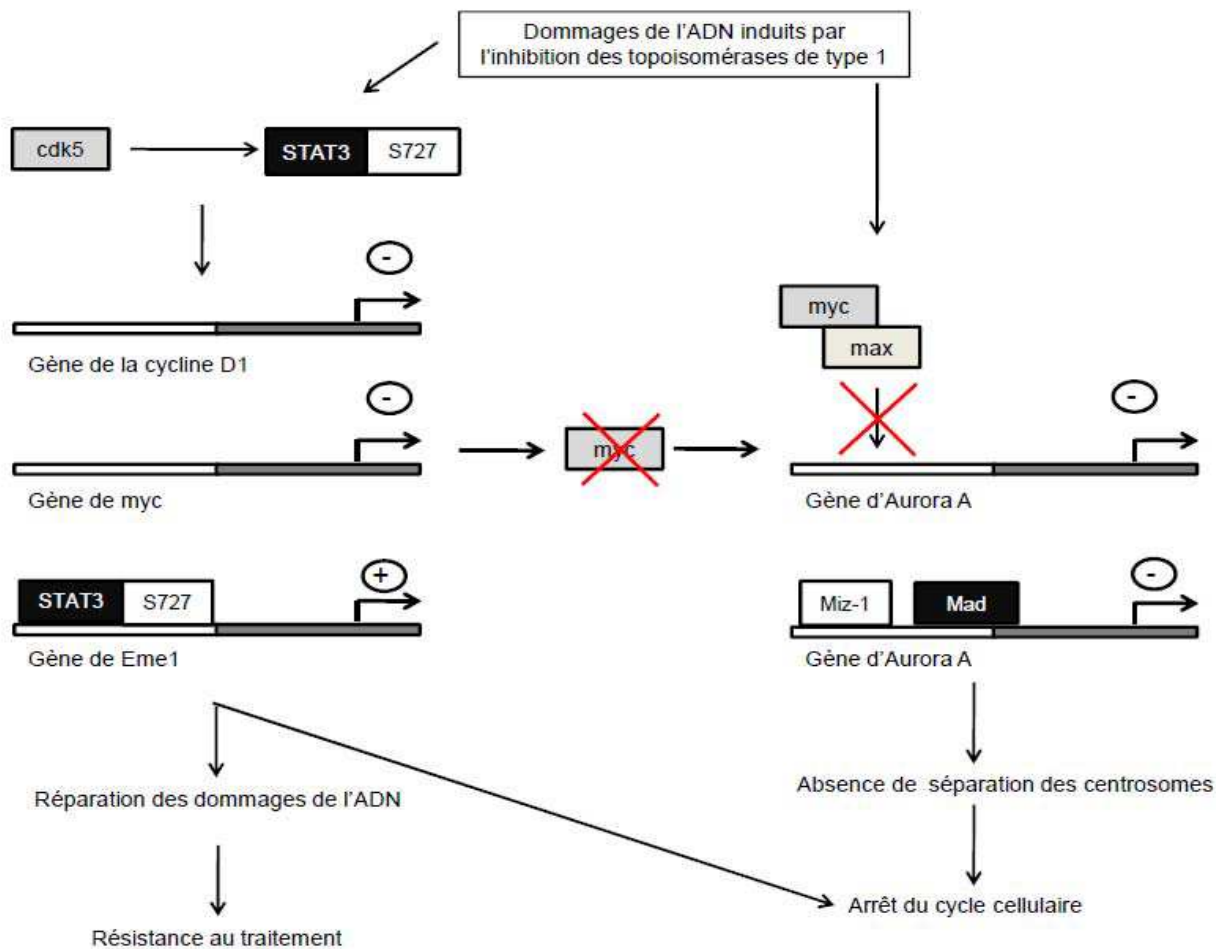 Dommages de l'ADN induits par
l'inhibition des topoisomérases de type 1
cdk5
STAT3
S727
-
Gène de la cycline D1
myc
max
-
Gène de myc
myc
-
Gène d'Aurora A
STAT3
S727
+
Gène de Eme1
Miz-1
Mad
-
Gène d'Aurora A
Réparation des dommages de l'ADN
Absence de séparation des centrosomes
Résistance au traitement
Arrêt du cycle cellulaire